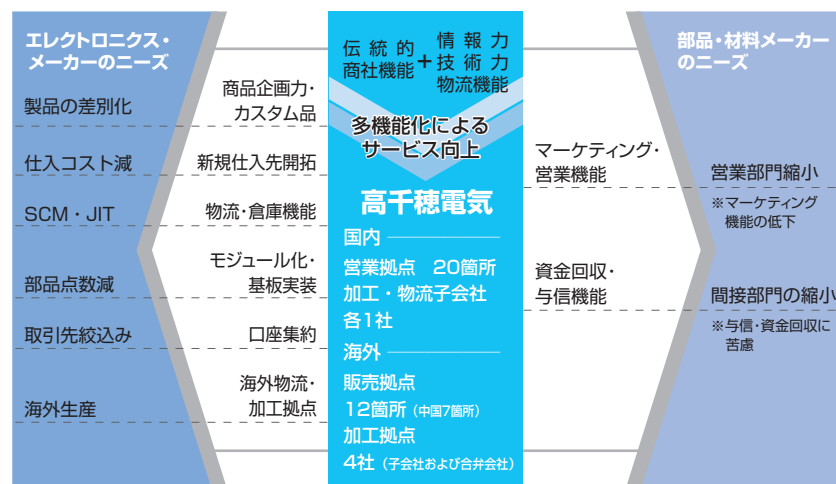 エレクトロニクス・
メーカーのニーズ
製品の差別化
仕入コスト減
SCM・JIT
部品点数減
取引先絞込み
海外生産
商品企画力・
カスタム品
新規仕入先開拓
物流・倉庫機能
モジュール化・
基板実装
口座集約
海外物流・
加工拠点
伝統的
商社機能
+
情報力
技術力
物流機能
多機能化による
サービス向上
高千穂電気
国内
営業拠点 20箇所
加工・物流子会社
各1社
海外
販売拠点
12箇所(中国7箇所)
加工拠点
4社(子会社および合弁会社)
マーケティング・
営業機能
資金回収・
与信機能
部品・材料メーカー
のニーズ
営業部門縮小
※マーケティング
機能の低下
間接部門の縮小
※与信・資金回収に
苦慮